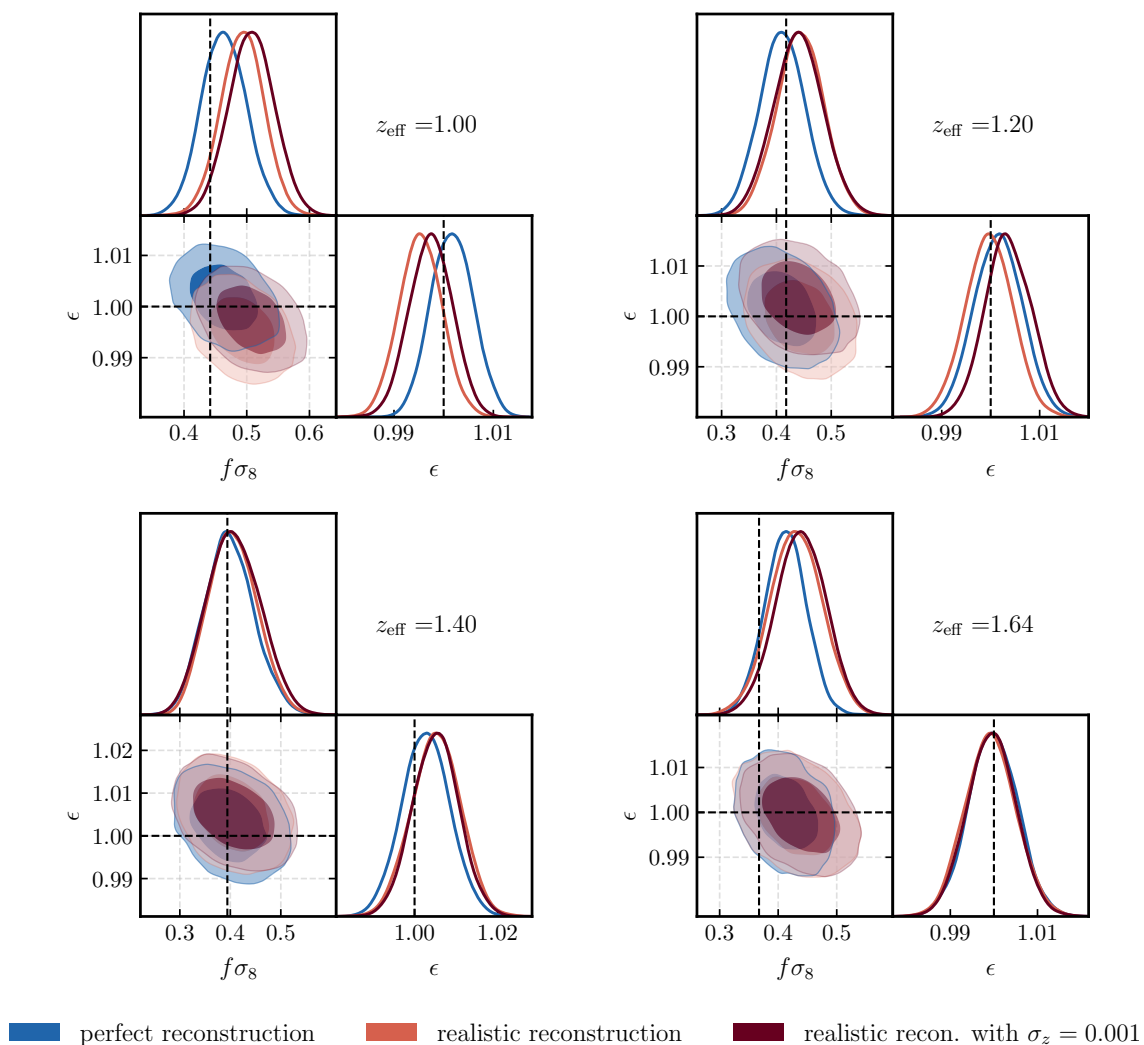 z_eff =1.00
z_eff =1.20
ϵ
1.01
1.00
0.99
0.4 0.5 0.6
0.99 1.01
fσ_8
ϵ
ϵ
1.01
1.00
0.99
0.3 0.4 0.5
0.99 1.01
fσ_8
ϵ
z_eff =1.40
z_eff =1.64
ϵ
1.02
1.01
1.00
0.99
0.3 0.4 0.5
1.00 1.02
fσ_8
ϵ
ϵ
1.01
1.00
0.99
0.3 0.4 0.5
0.99 1.01
fσ_8
ϵ
perfect reconstruction
realistic reconstruction
realistic recon. with σ_z = 0.001